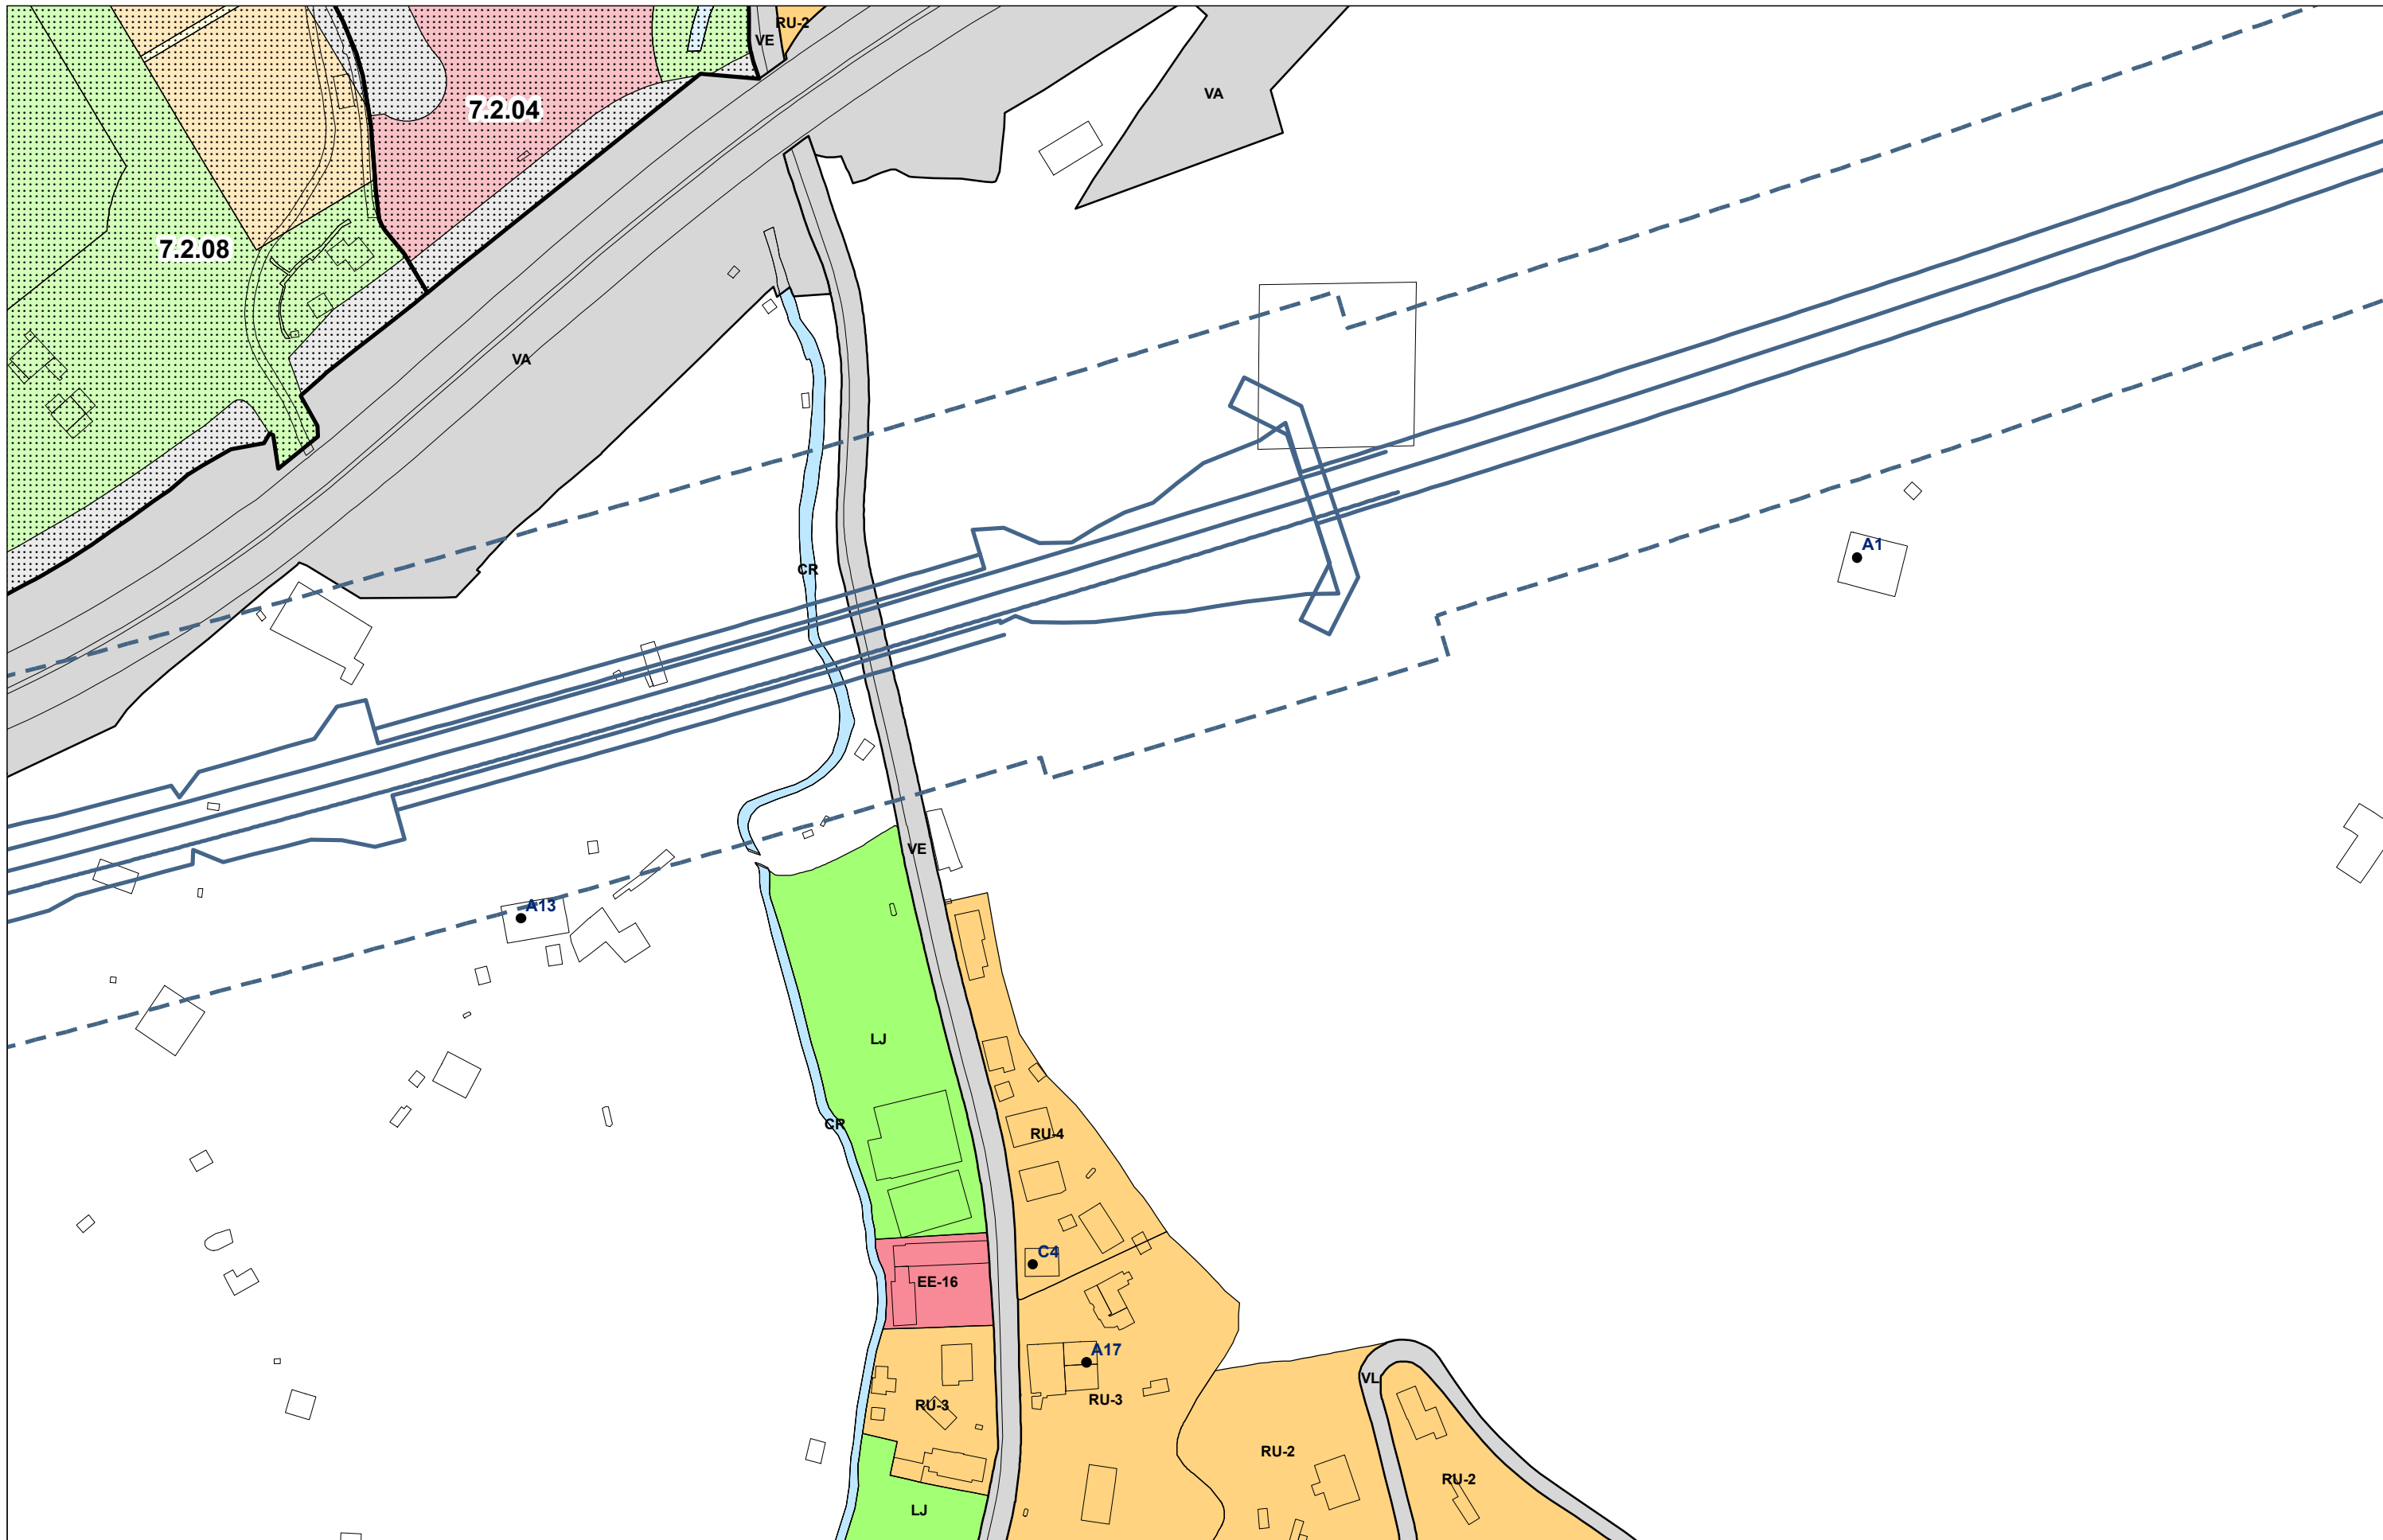 RU-2
VE
VA
7.2.04
7.2.08
VA
A1
CR
VE
A13
LJ
CR
RU-4
C4
EE-16
A17
VL
RU-3
RU-3
RU-2
RU-2
LJ